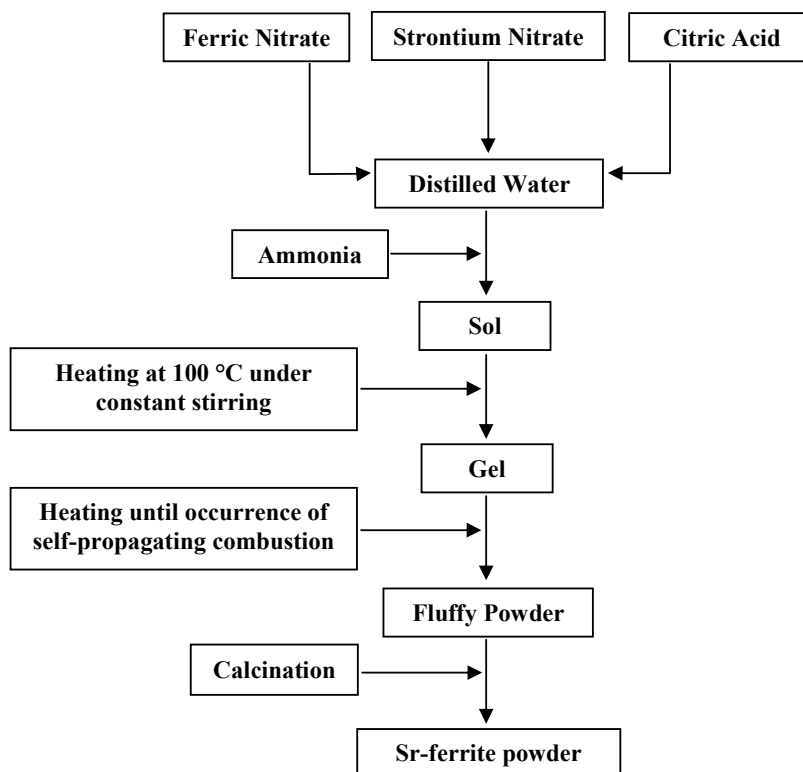 Ferric Nitrate
Strontium Nitrate
Citric Acid
Distilled Water
Ammonia
Sol
Heating at 100 °C under
constant stirring
Gel
Heating until occurrence of
self-propagating combustion
Fluffy Powder
Calcination
Sr-ferrite powder